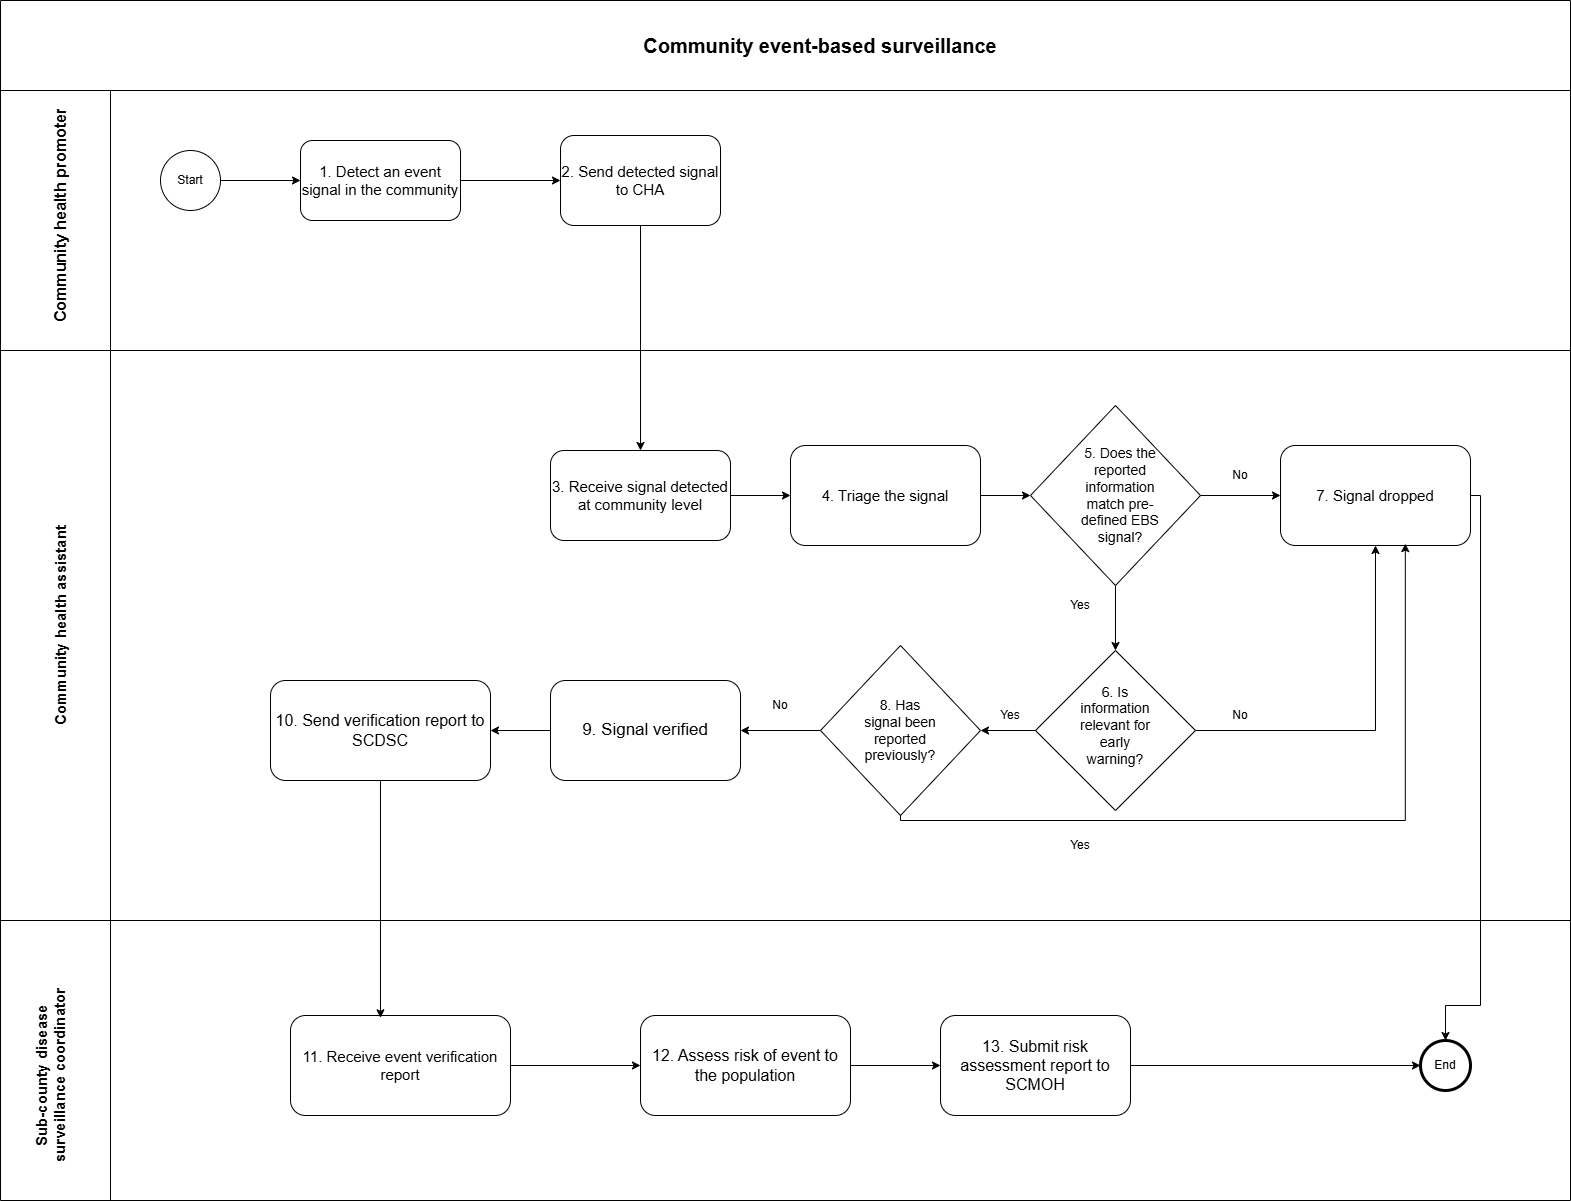 Community event-based surveillance
Community health promoter
Start
1. Detect an event
signal in the community
2. Send detected signal
to CHA
Community health assistant
3. Receive signal detected
at community level
4. Triage the signal
5. Does the
reported
information
match pre-
defined EBS
signal?
No
7. Signal dropped
Yes
6. Is
information
relevant for
early
warning?
No
Yes
8. Has
signal been
reported
previously?
No
Yes
9. Signal verified
10. Send verification report to
SCDSC
Sub-county disease
surveillance coordinator
11. Receive event verification
report
12. Assess risk of event to
the population
13. Submit risk
assessment report to
SCMOH
End